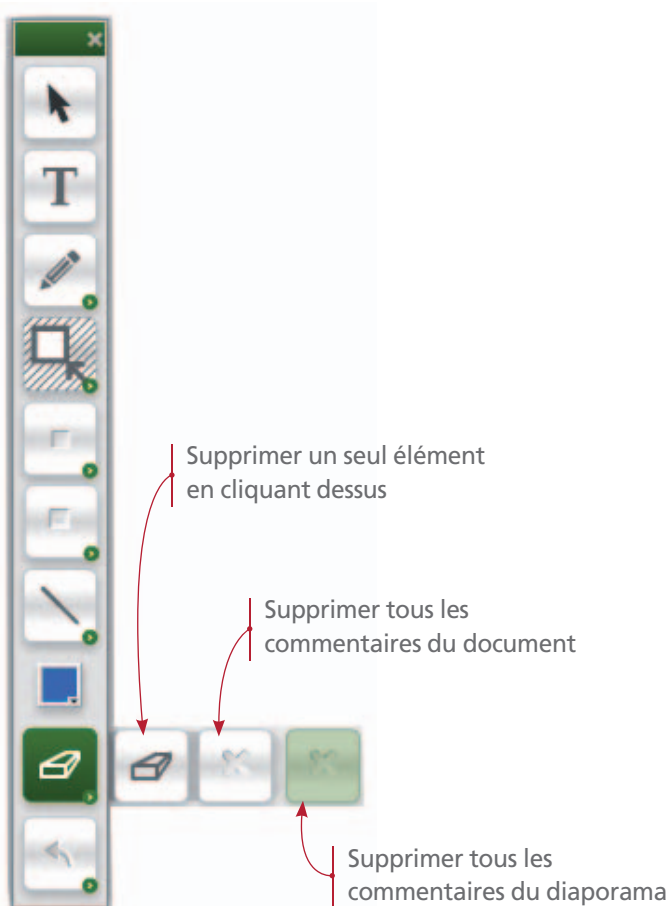 T
Supprimer un seul élément
en cliquant dessus
Supprimer tous les
commentaires du document
Supprimer tous les
commentaires du diaporama